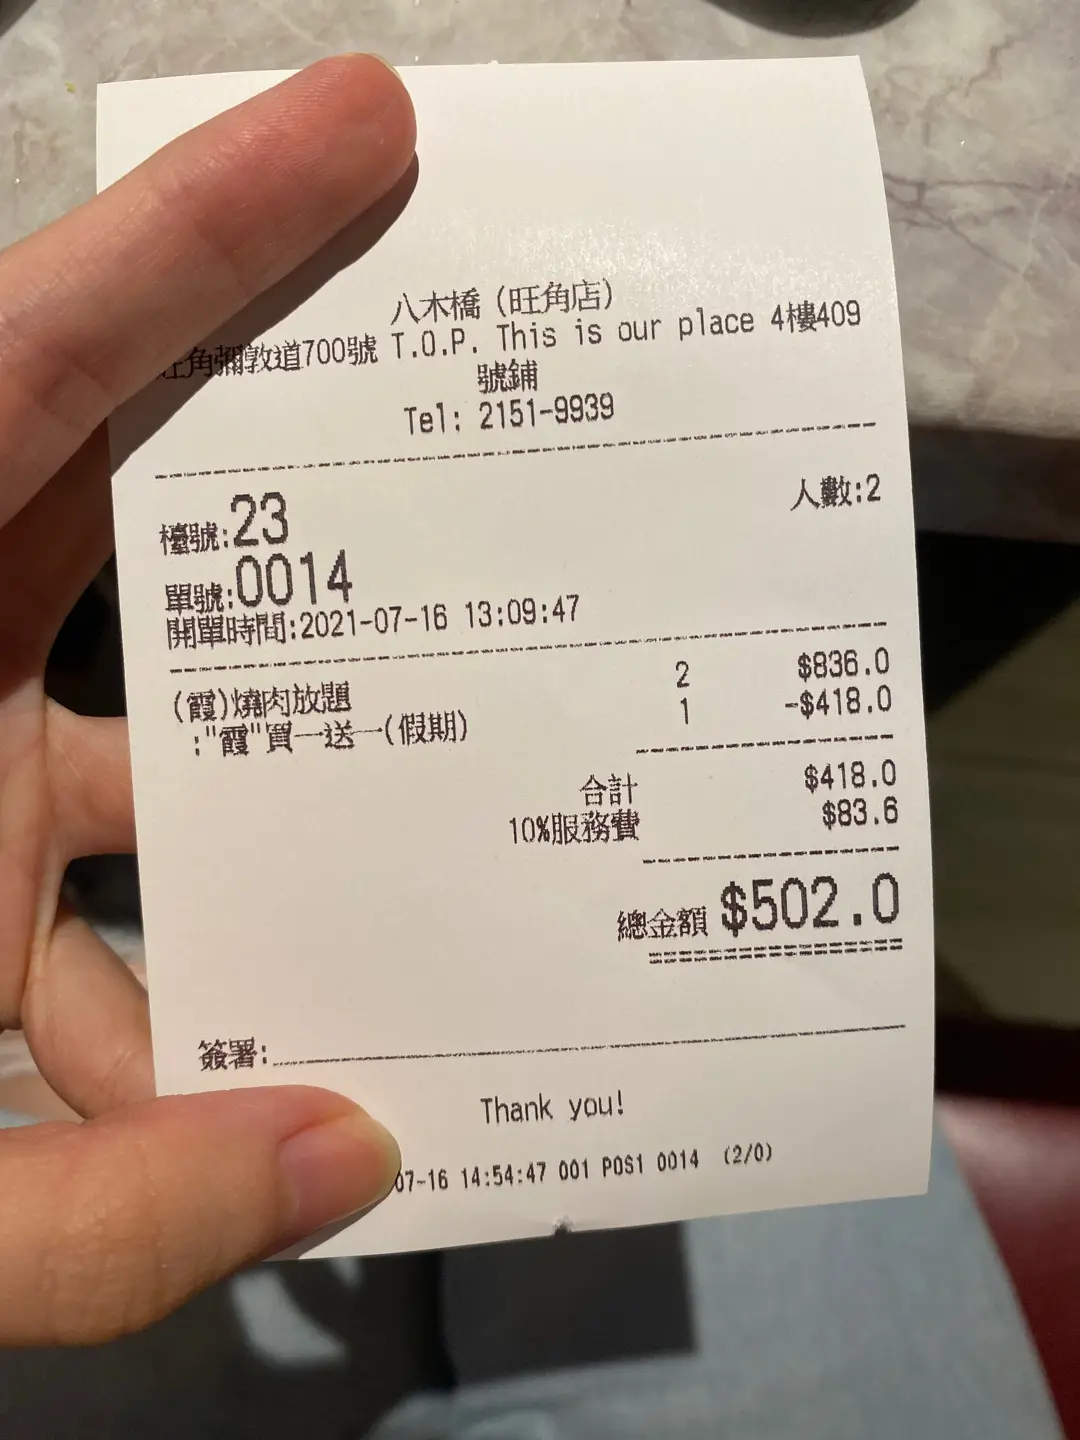 八木橋 (旺角店)
旺角彌敦道700號 T.O.P. This is our place 4樓409
號鋪
Tel: 2151-9939
人數:2
檯號:23
單號:0014
開單時間:2021-07-16 13:09:47
(霞)燒肉放題 2 $836.0
:"霞"買一送一(假期) 1 -$418.0
合計 $418.0
10%服務費 $83.6
總金額 $502.0
簽署:
Thank you!
07-16 14:54:47 001 POS1 0014 (2/0)